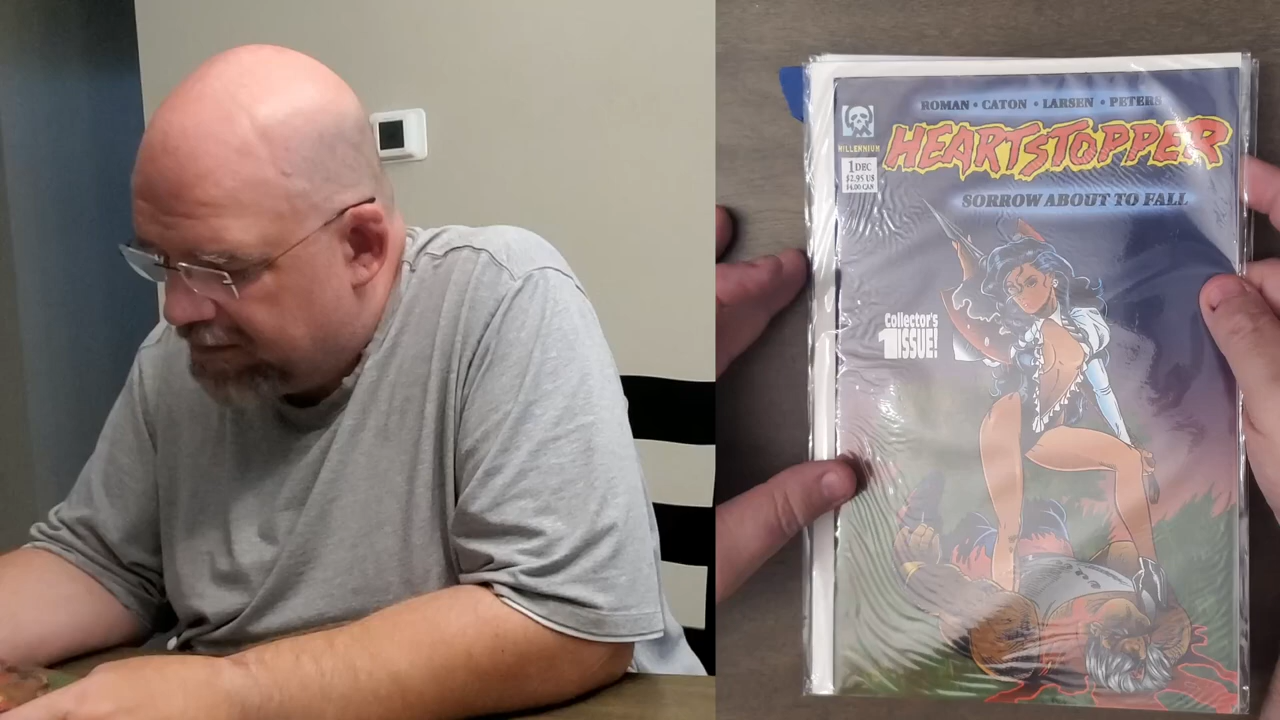 ROMAN • CATON • LARSEN • PETERS
MILLENNIUM
HEARTSTOPPER
1 DEC
$2.95 US
$4.00 CAN
SORROW ABOUT TO FALL
Collector's
1 ISSUE!